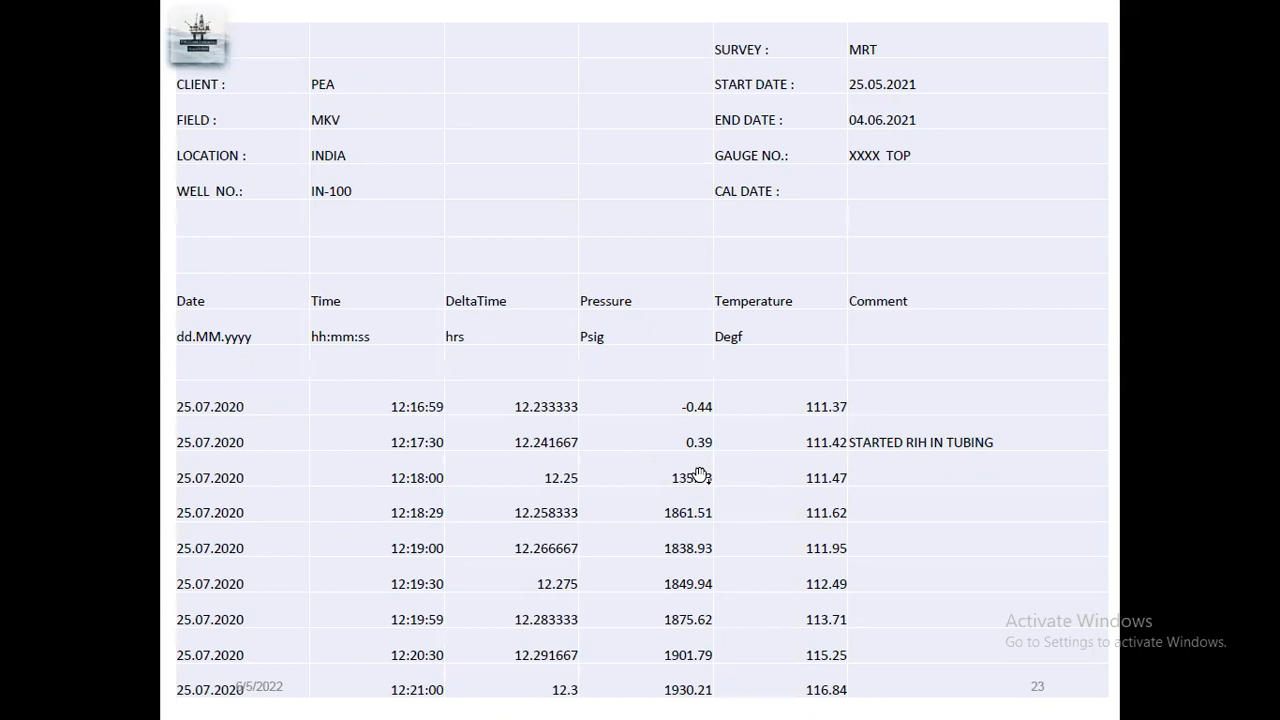 SURVEY : MRT
CLIENT : PEA START DATE : 25.05.2021
FIELD : MKV END DATE : 04.06.2021
LOCATION : INDIA GAUGE NO.: XXXX TOP
WELL NO.: IN-100 CAL DATE :
Date Time DeltaTime Pressure Temperature Comment
dd.MM.yyyy hh:mm:ss hrs Psig Degf
25.07.2020 12:16:59 12.233333 -0.44 111.37
25.07.2020 12:17:30 12.241667 0.39 111.42 STARTED RIH IN TUBING
25.07.2020 12:18:00 12.25 111.47
25.07.2020 12:18:29 12.258333 1861.51 111.62
25.07.2020 12:19:00 12.266667 1838.93 111.95
25.07.2020 12:19:30 12.275 1849.94 112.49
25.07.2020 12:19:59 12.283333 1875.62 113.71
25.07.2020 12:20:30 12.291667 1901.79 115.25
25.07.2020 12:21:00 12.3 1930.21 116.84
6/5/2022 23
Activate Windows
Go to Settings to activate Windows.